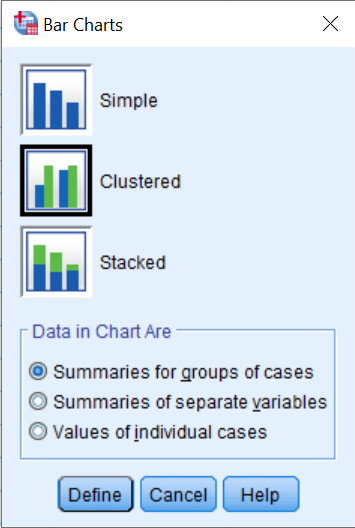 Bar Charts
Simple
Clustered
Stacked
Data in Chart Are
Summaries for groups of cases
Summaries of separate variables
Values of individual cases
Define Cancel Help